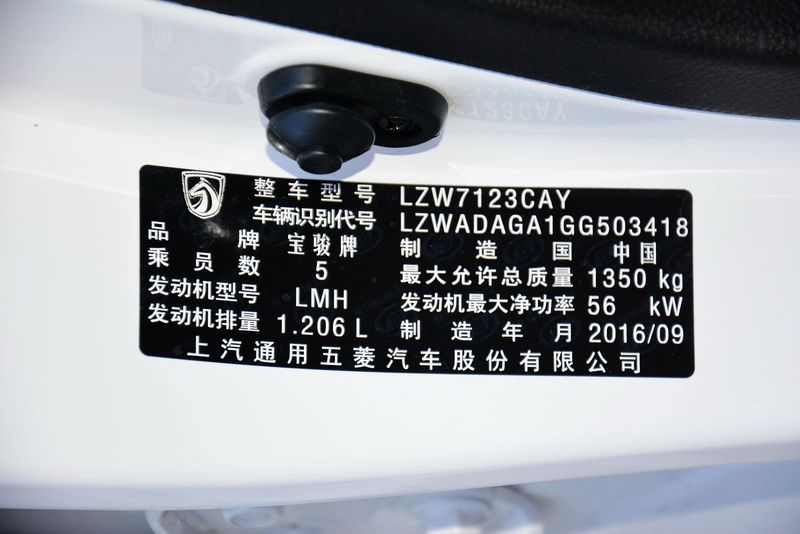 整车型号 LZW7123CAY
车辆识别代号 LZWADAGA1GG503418
品牌 宝骏牌 制造国 中国
乘员数 5 最大允许总质量 1350 kg
发动机型号 LMH 发动机最大净功率 56 kW
发动机排量 1.206 L 制造年月 2016/09
上汽通用五菱汽车股份有限公司